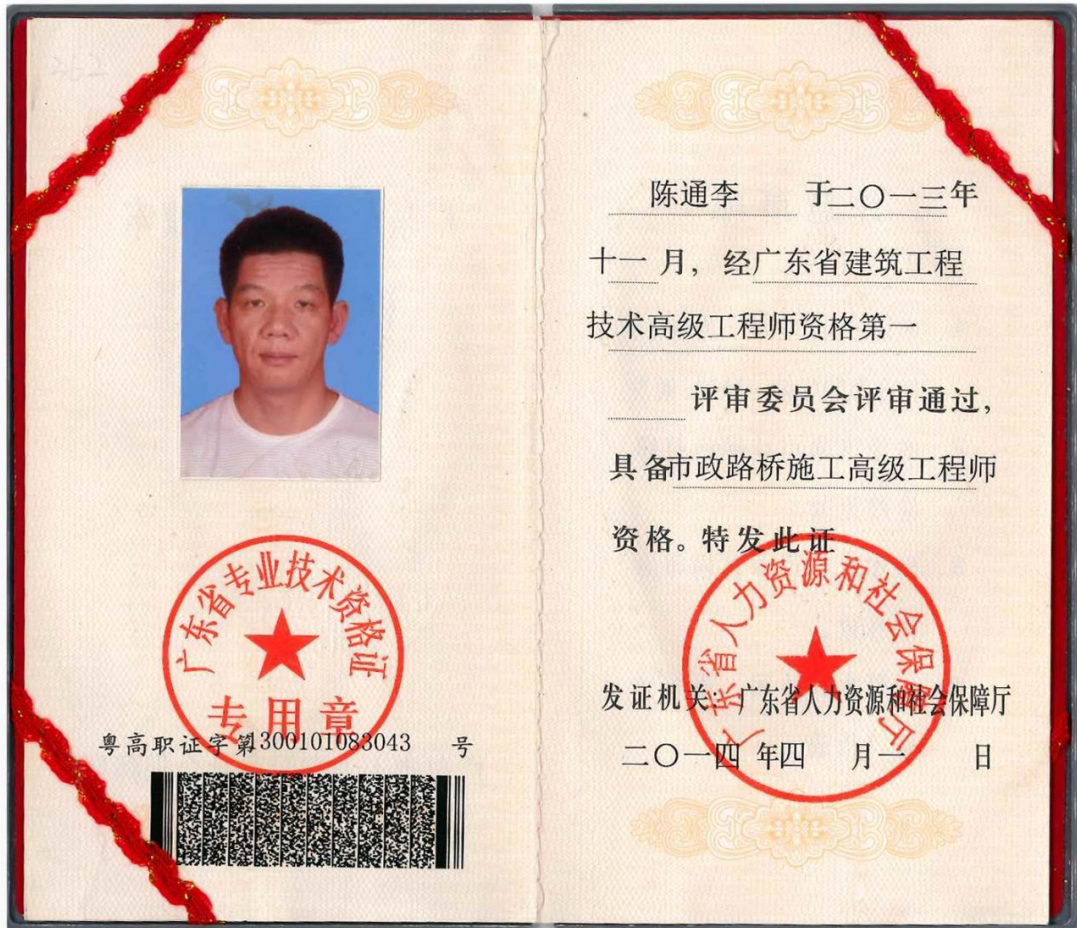 362
广东省专业技术资格证
专用章
粤高职证字第1300101083043 号
陈通李 于二〇一三年
十一 月，经广东省建筑工程
技术高级工程师资格第一
评审委员会评审通过，
具备市政路桥施工高级工程师
资格。特发此证
广东省人力资源和社会保障厅
发证机关：广东省人力资源和社会保障厅
二〇一四 年四 月一 日